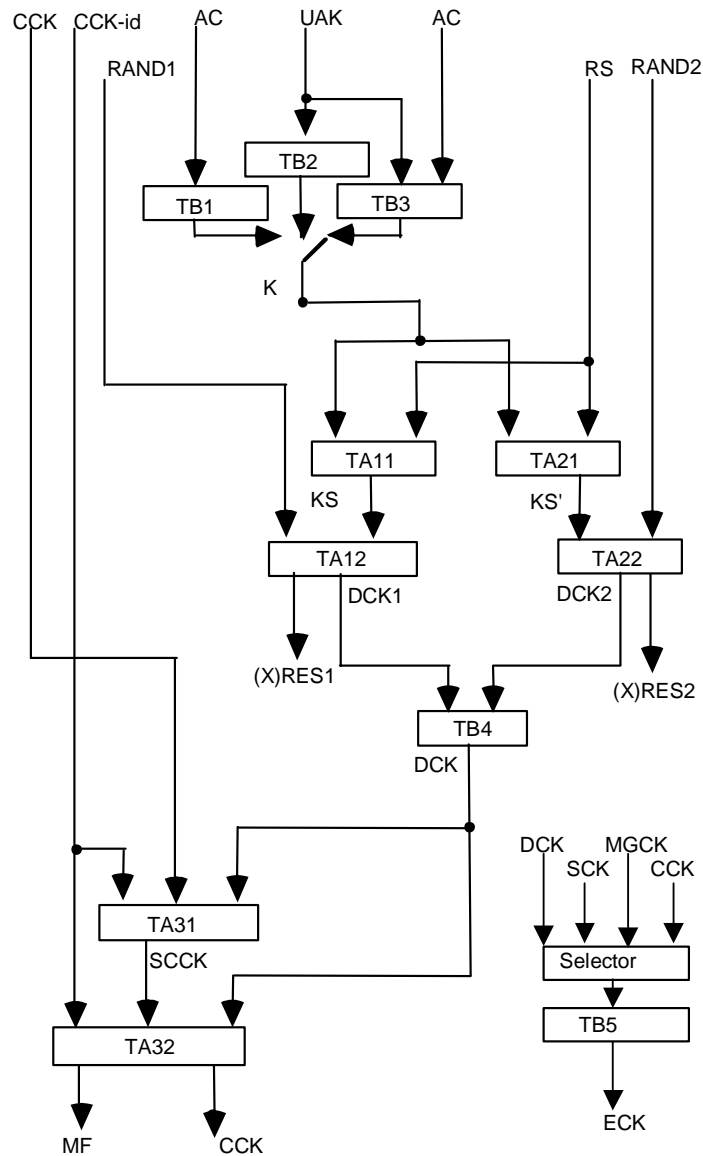 CCK CCK-id AC UAK AC
RAND1 RS RAND2
TB2
TB1 TB3
K
TA11 TA21
KS KS'
TA12 TA22
DCK1 DCK2
(X)RES1 (X)RES2
TB4
DCK
DCK MGCK
SCK CCK
TA31
SCCK Selector
TB5
TA32
ECK
MF CCK